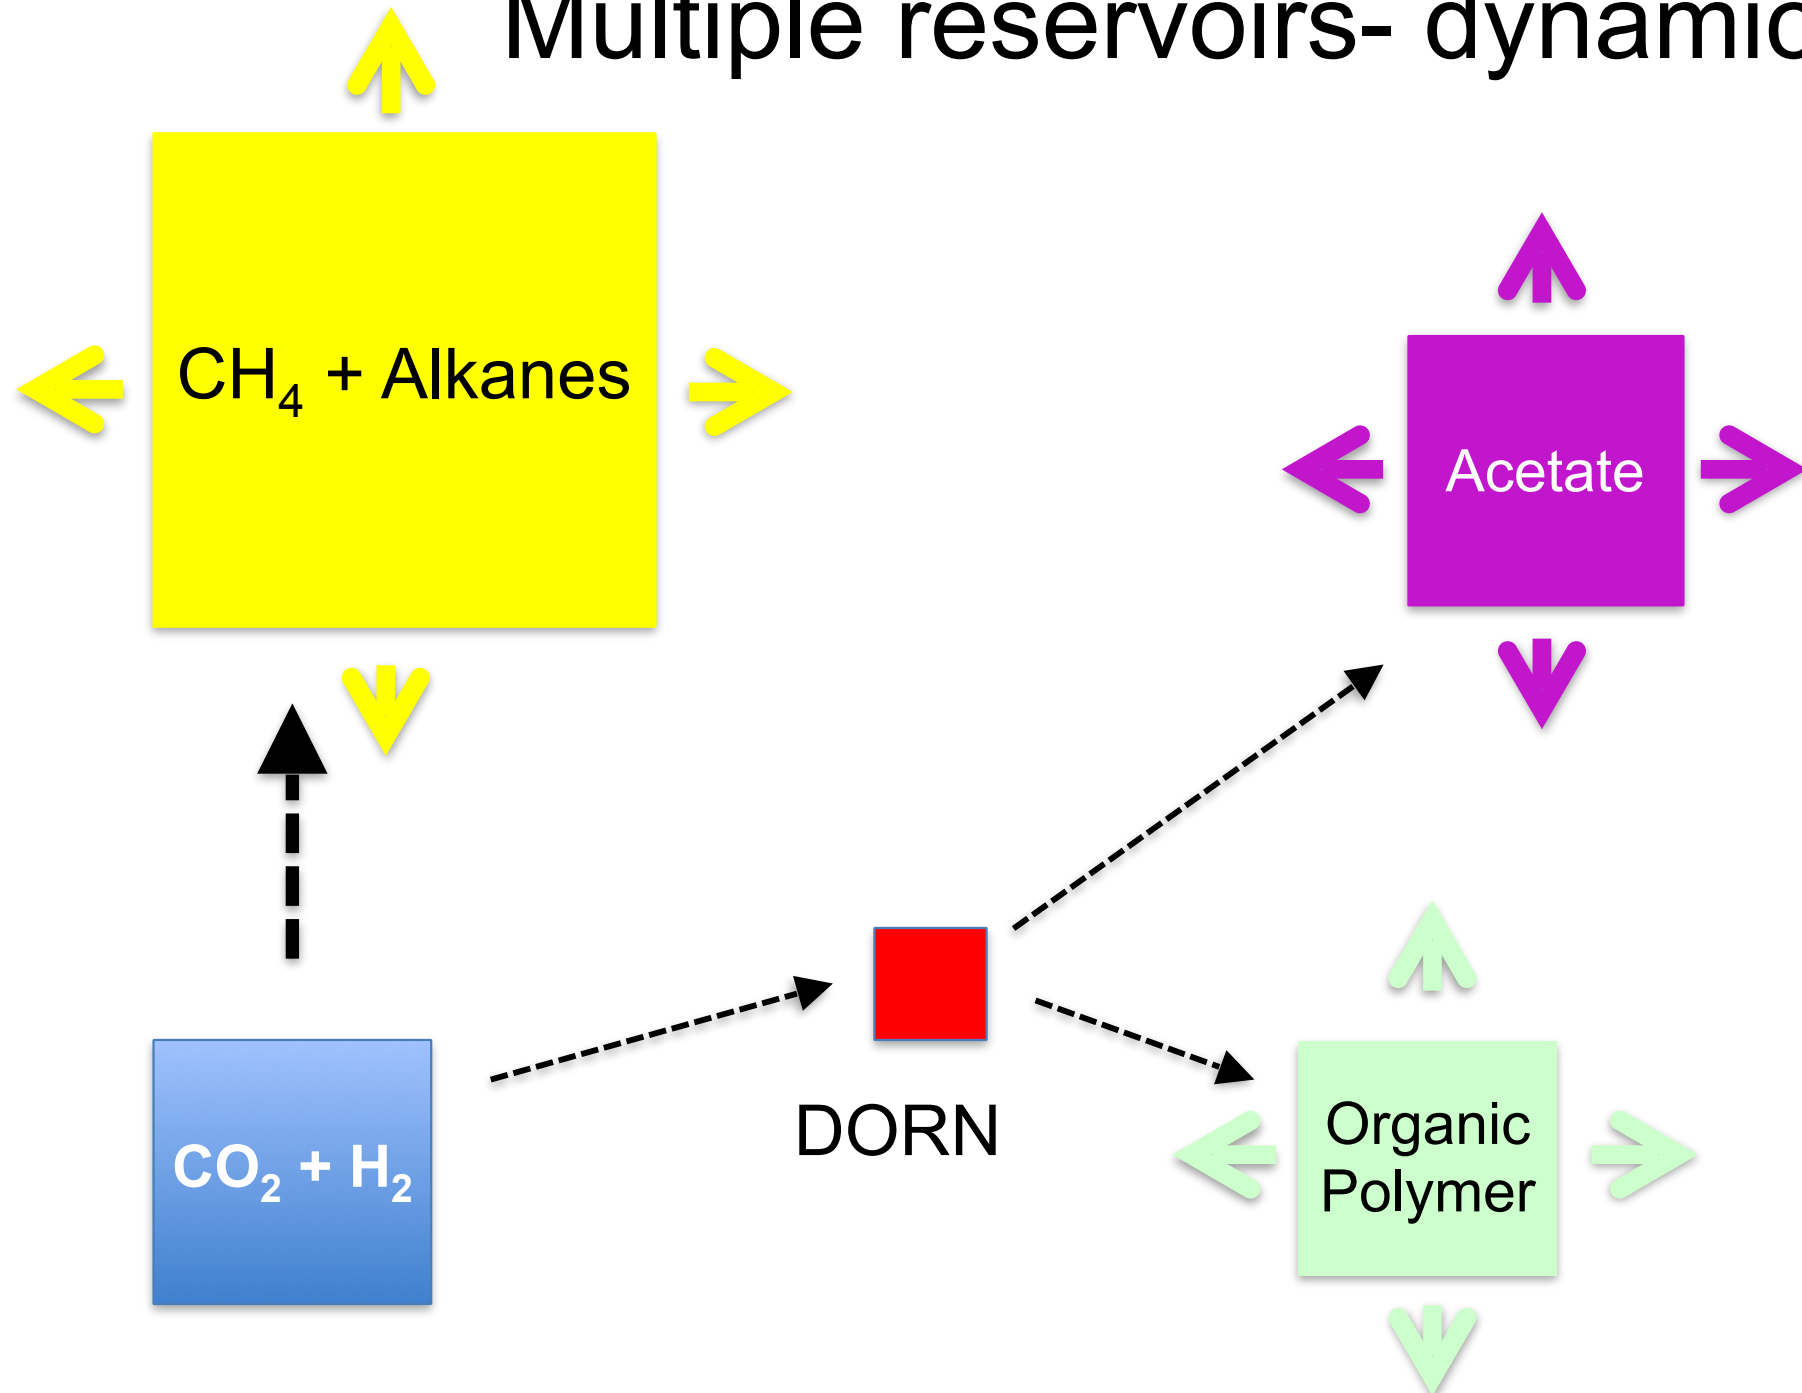 Multiple reservoirs- dynamic
CH₄ + Alkanes
Acetate
DORN
Organic
Polymer
CO₂ + H₂